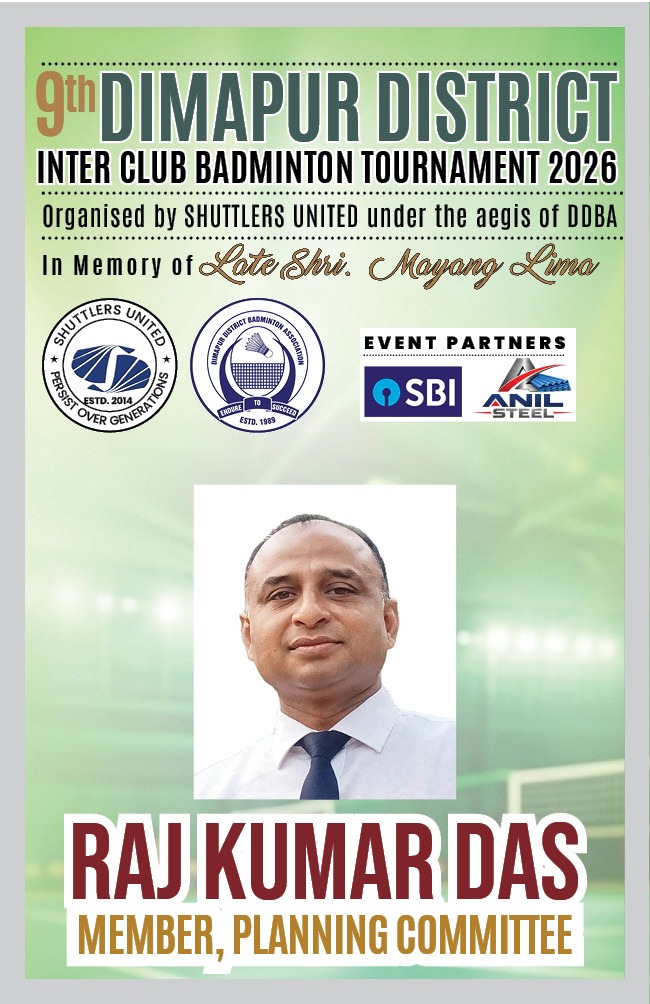 9th DIMAPUR DISTRICT
INTER CLUB BADMINTON TOURNAMENT 2026
Organised by SHUTTLERS UNITED under the aegis of DDBA
In Memory of Late Shri. Mayang Lima
SHUTTLERS UNITED
ESTD. 2014
PERSIST OVER GENERATIONS
DIMAPUR DISTRICT BADMINTON ASSOCIATION
ENDURE TO SUCCEED
ESTD. 1989
EVENT PARTNERS
SBI
ANIL
STEEL
RAJ KUMAR DAS
MEMBER, PLANNING COMMITTEE